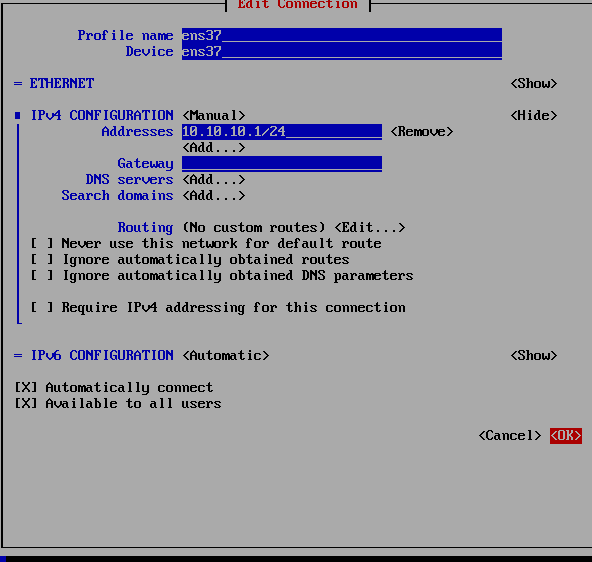 Edit Connection
Profile name ens37
Device ens37
= ETHERNET <Show>
IPv4 CONFIGURATION <Manual> <Hide>
Addresses 10.10.10.1/24 <Remove>
<Add...>
Gateway
DNS servers <Add...>
Search domains <Add...>
Routing (No custom routes) <Edit...>
[ ] Never use this network for default route
[ ] Ignore automatically obtained routes
[ ] Ignore automatically obtained DNS parameters
[ ] Require IPv4 addressing for this connection
= IPv6 CONFIGURATION <Automatic> <Show>
[X] Automatically connect
[X] Available to all users
<Cancel> <OK>